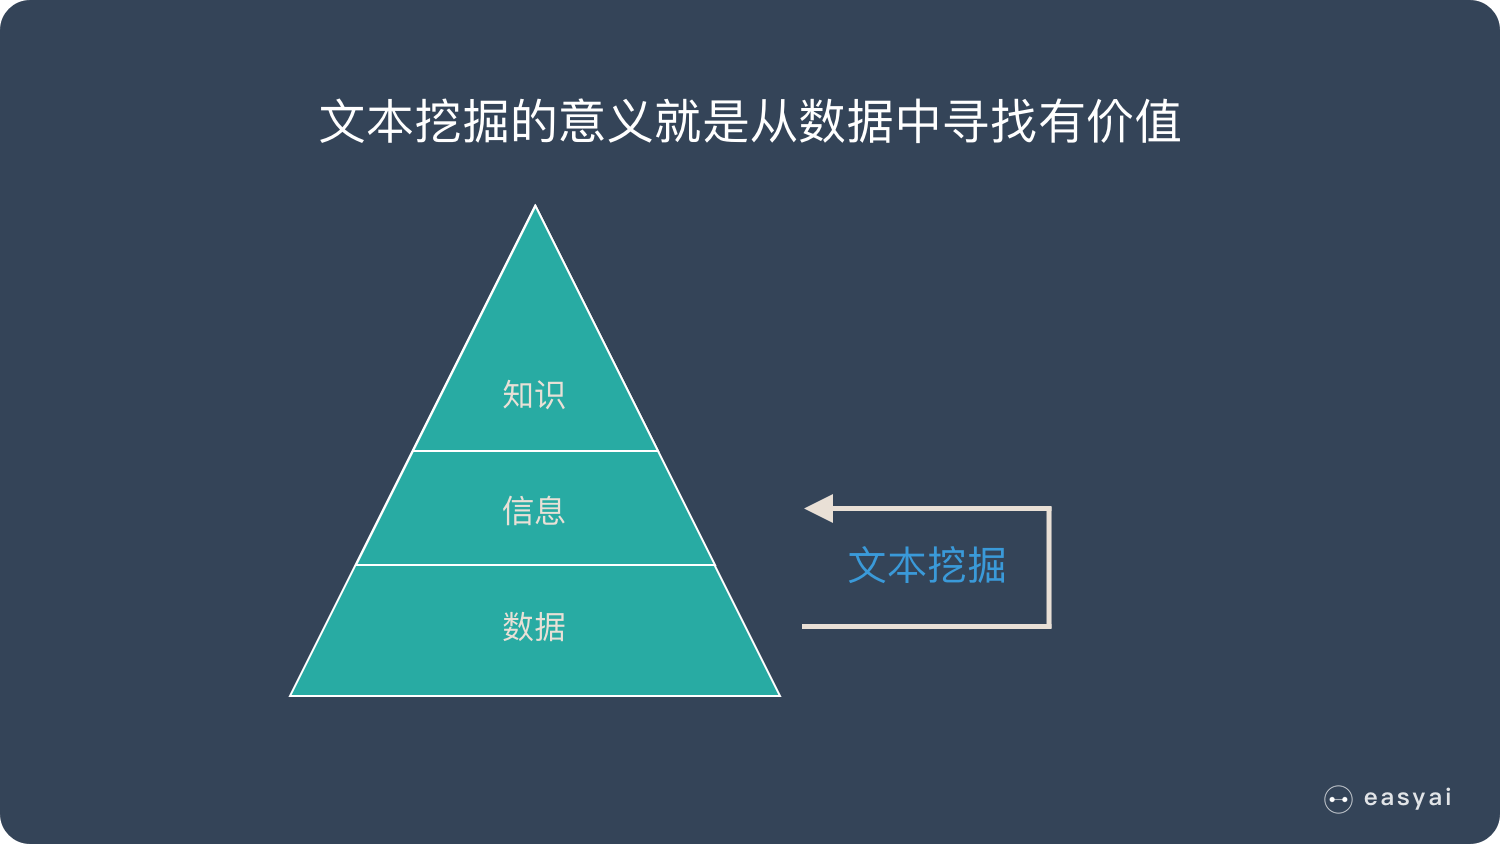 文本挖掘的意义就是从数据中寻找有价值
知识
信息
文本挖掘
数据
easyai